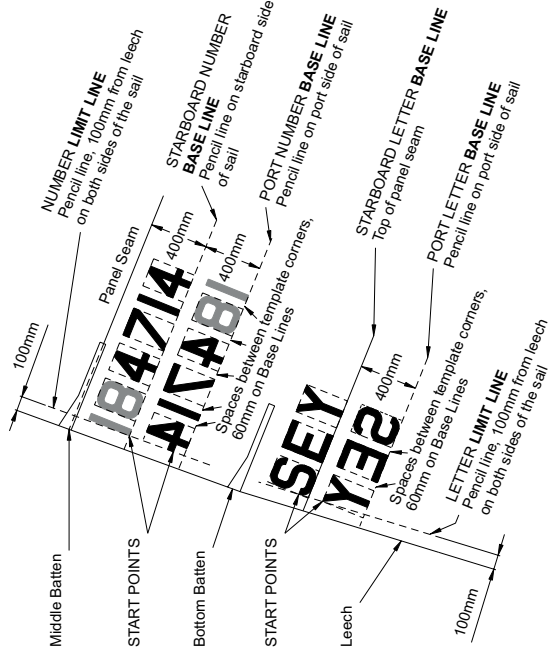 100mm
NUMBER LIMIT LINE
Pencil line, 100mm from leech
on both sides of the sail
Middle Batten
Panel Seam
184714
400mm
STARBOARD NUMBER
BASE LINE
Pencil line on starboard side
of sail
START POINTS
184714
400mm
PORT NUMBER BASE LINE
Pencil line on port side of sail
Spaces between template corners,
60mm on Base Lines
Bottom Batten
START POINTS
SEY
STARBOARD LETTER BASE LINE
Top of panel seam
SEY
400mm
PORT LETTER BASE LINE
Pencil line on port side of sail
Spaces between template corners,
60mm on Base Lines
Leech
LETTER LIMIT LINE
Pencil line, 100mm from leech
on both sides of the sail
100mm